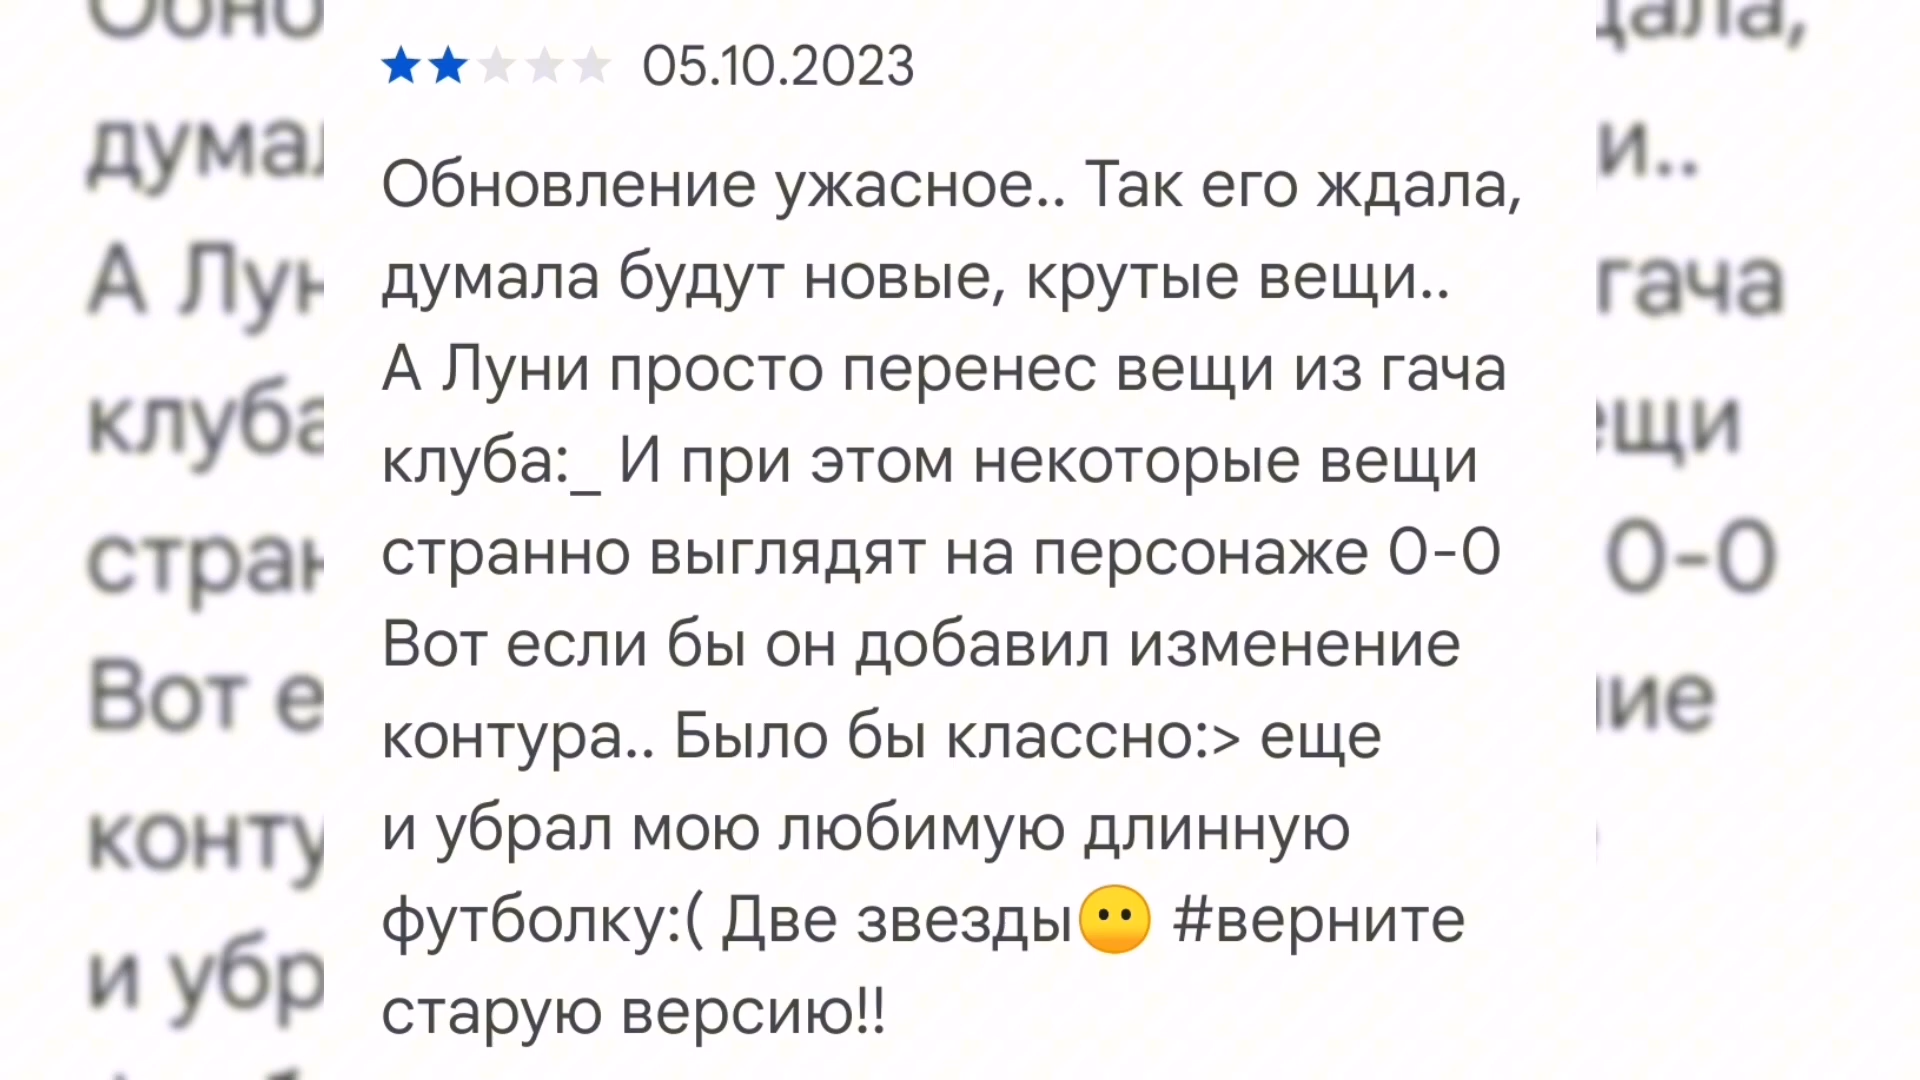 05.10.2023
Обновление ужасное.. Так его ждала,
думала будут новые, крутые вещи..
А Луни просто перенес вещи из гача
клуба:_ И при этом некоторые вещи
странно выглядят на персонаже 0-0
Вот если бы он добавил изменение
контура.. Было бы классно:> еще
и убрал мою любимую длинную
футболку:( Две звезды😶 #верните
старую версию!!